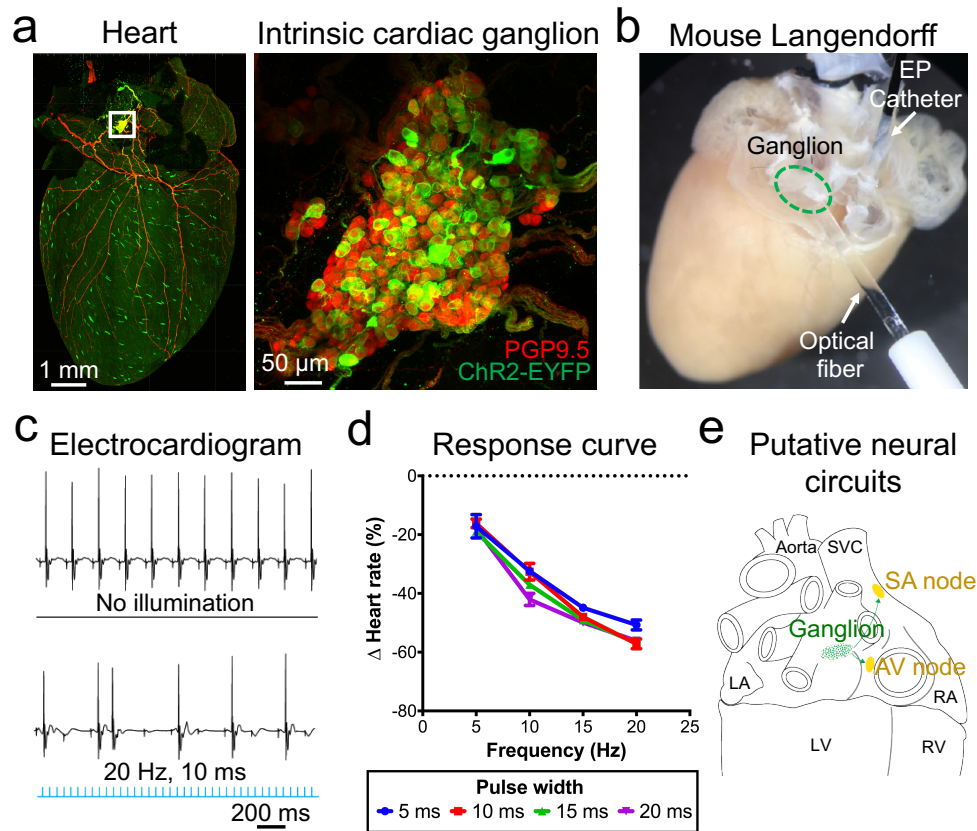 a
Heart
Intrinsic cardiac ganglion
1 mm
50 µm
PGP9.5
ChR2-EYFP
b
Mouse Langendorff
EP
Catheter
Ganglion
Optical
fiber
c
Electrocardiogram
No illumination
20 Hz, 10 ms
200 ms
d
Response curve
Δ Heart rate (%)
0
-20
-40
-60
-80
0 5 10 15 20 25
Frequency (Hz)
Pulse width
5 ms 10 ms 15 ms 20 ms
e
Putative neural
circuits
Aorta
SVC
SA node
Ganglion
AV node
LA
RA
LV
RV